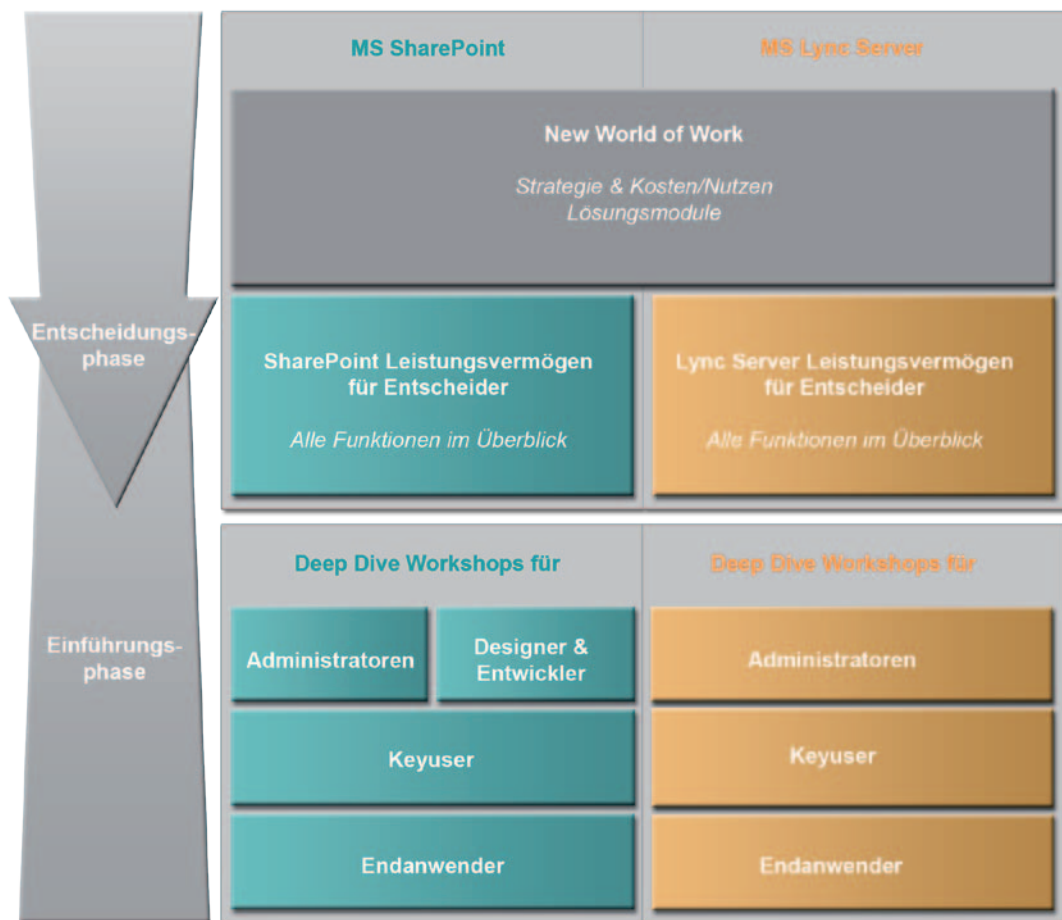 MS SharePoint
MS Lync Server
New World of Work
Strategie & Kosten/Nutzen
Lösungsmodule
Entscheidungs-
phase
SharePoint Leistungsvermögen
für Entscheider
Alle Funktionen im Überblick
Lync Server Leistungsvermögen
für Entscheider
Alle Funktionen im Überblick
Einführungs-
phase
Deep Dive Workshops für
Administratoren
Designer &
Entwickler
Keyuser
Endanwender
Deep Dive Workshops für
Administratoren
Keyuser
Endanwender